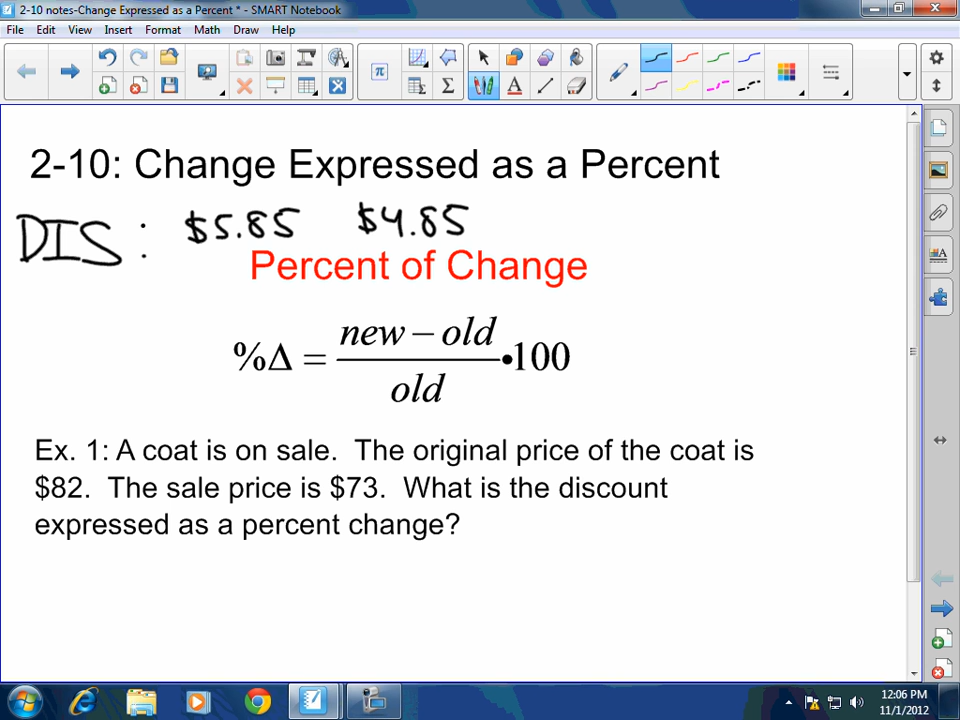 2-10 notes-Change Expressed as a Percent * - SMART Notebook
File Edit View Insert Format Math Draw Help
2-10: Change Expressed as a Percent
DIS : $5.85 $4.85
Percent of Change
%Δ = new – old / old •100
Ex. 1: A coat is on sale. The original price of the coat is
$82. The sale price is $73. What is the discount
expressed as a percent change?
12:06 PM
11/1/2012